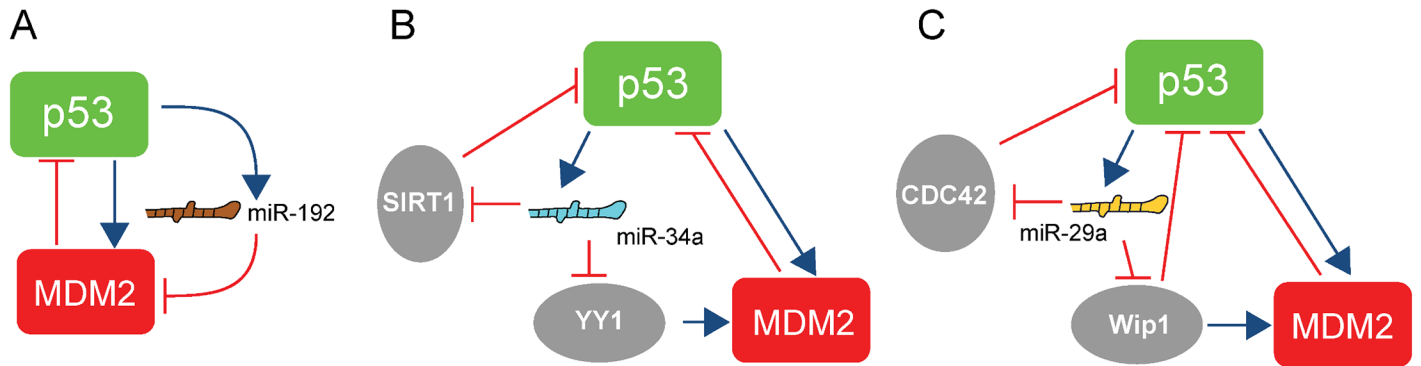 A
p53
miR-192
MDM2
B
p53
SIRT1
miR-34a
YY1
MDM2
C
p53
CDC42
miR-29a
Wip1
MDM2